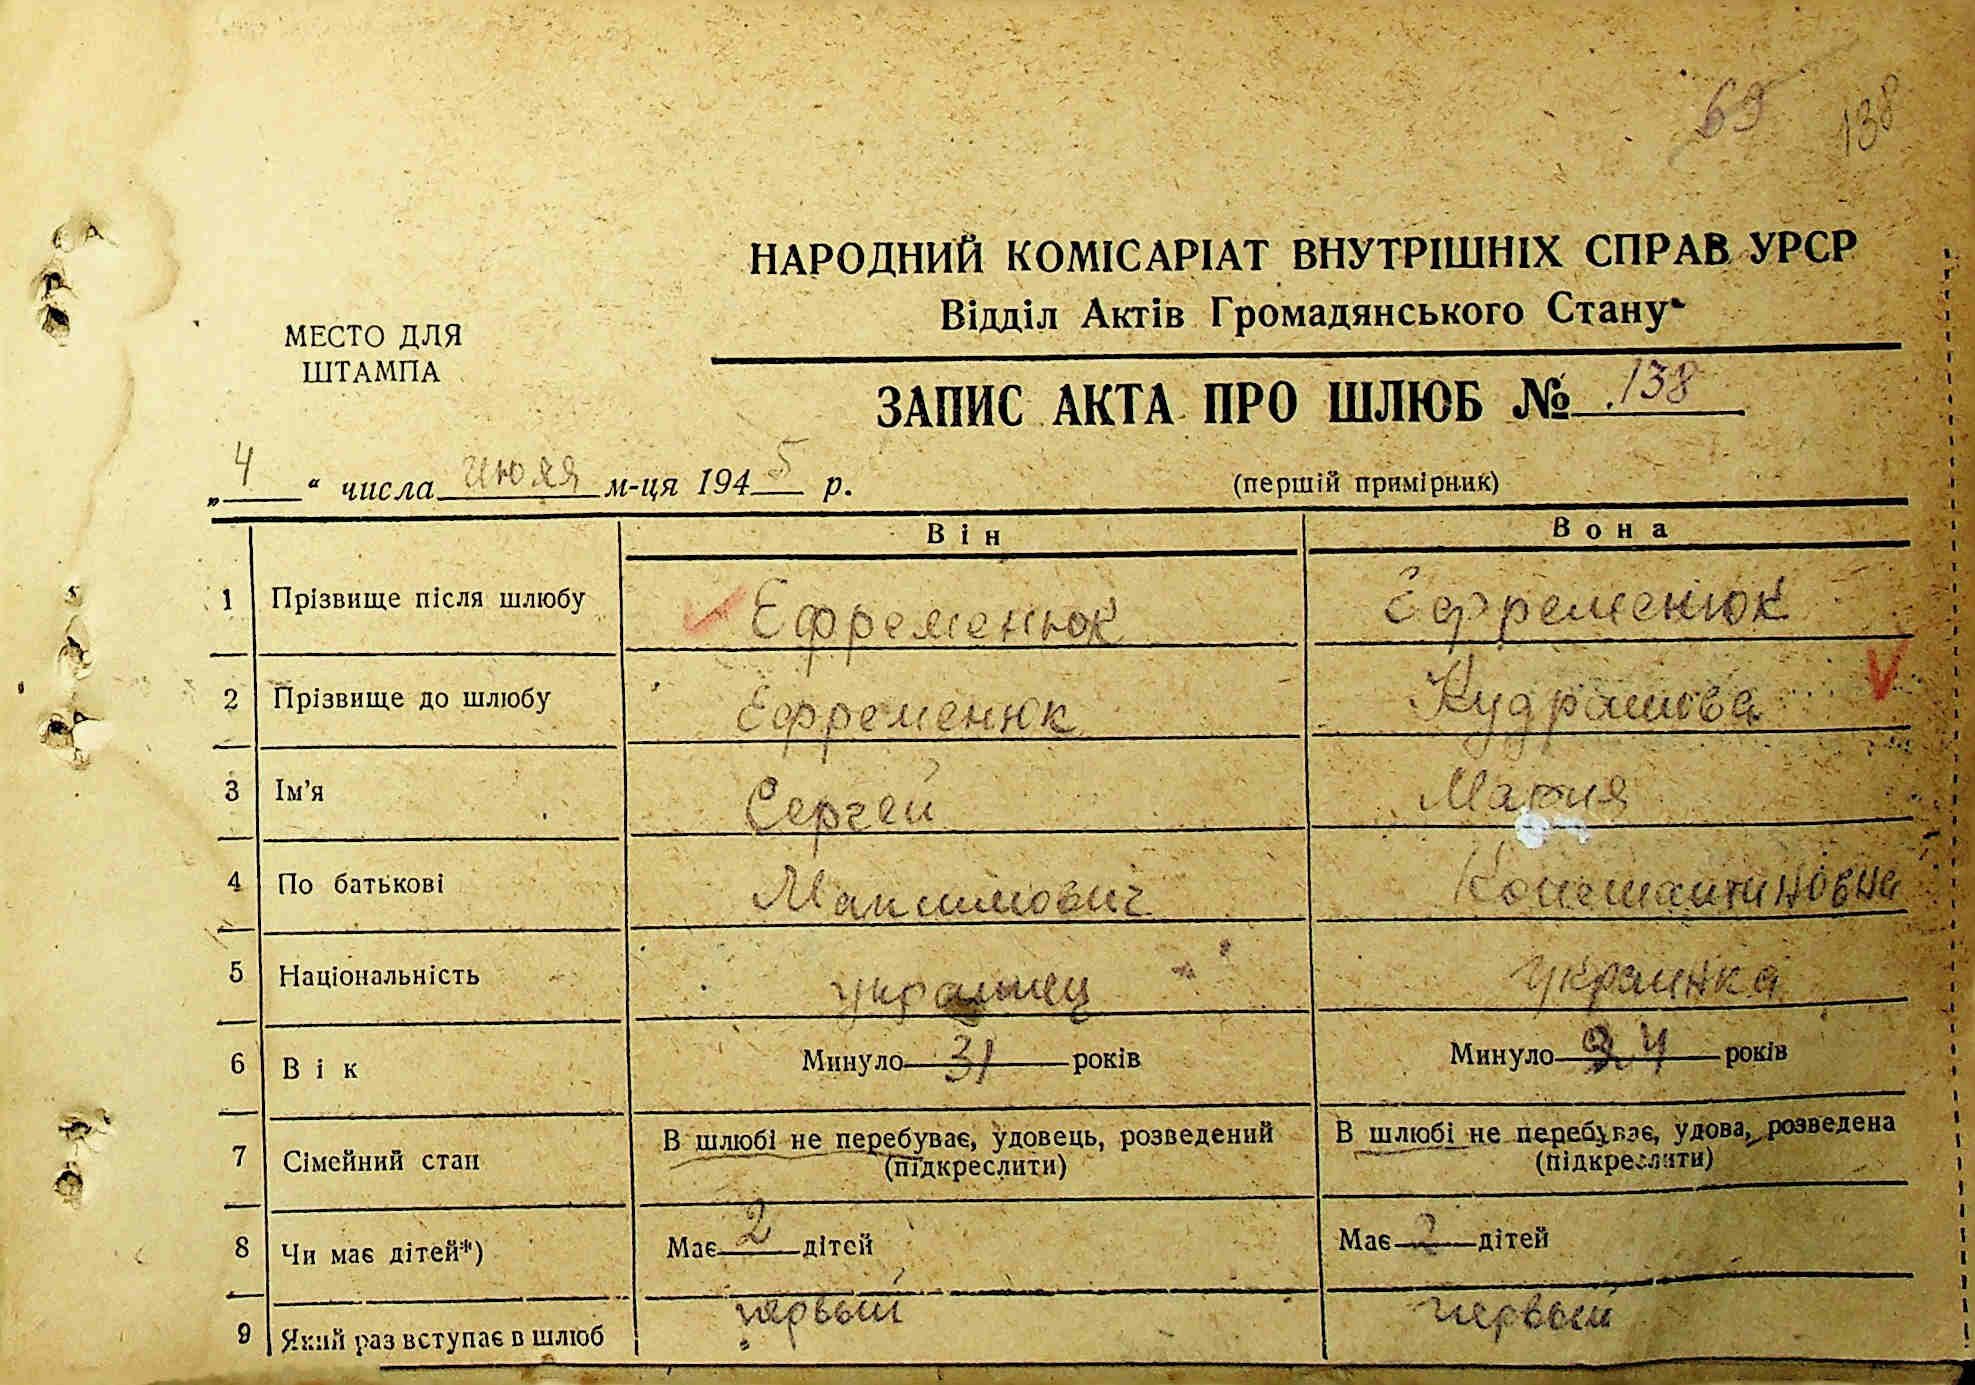 69 138
НАРОДНИЙ КОМІСАРІАТ ВНУТРІШНІХ СПРАВ УРСР
Відділ Актів Громадянського Стану
МЕСТО ДЛЯ
ШТАМПА
ЗАПИС АКТА ПРО ШЛЮБ № 138
„4“ числа июля м-ця 1945 р. (першій примірник)
Він Вона
1 Прізвище після шлюбу Ефременюк Ефременюк
2 Прізвище до шлюбу Ефременюк Кудрашова
3 Ім'я Сергей Мария
4 По батькові Максимович Константиновна
5 Національність украинец украинка
6 Вік Минуло 31 років Минуло 24 років
7 Сімейний стан В шлюбі не перебуває, удовець, розведений (підкреслити) В шлюбі не перебуває, удова, розведена (підкреслити)
8 Чи має дітей*) Має 2 дітей Має 2 дітей
9 Який раз вступає в шлюб первый первый